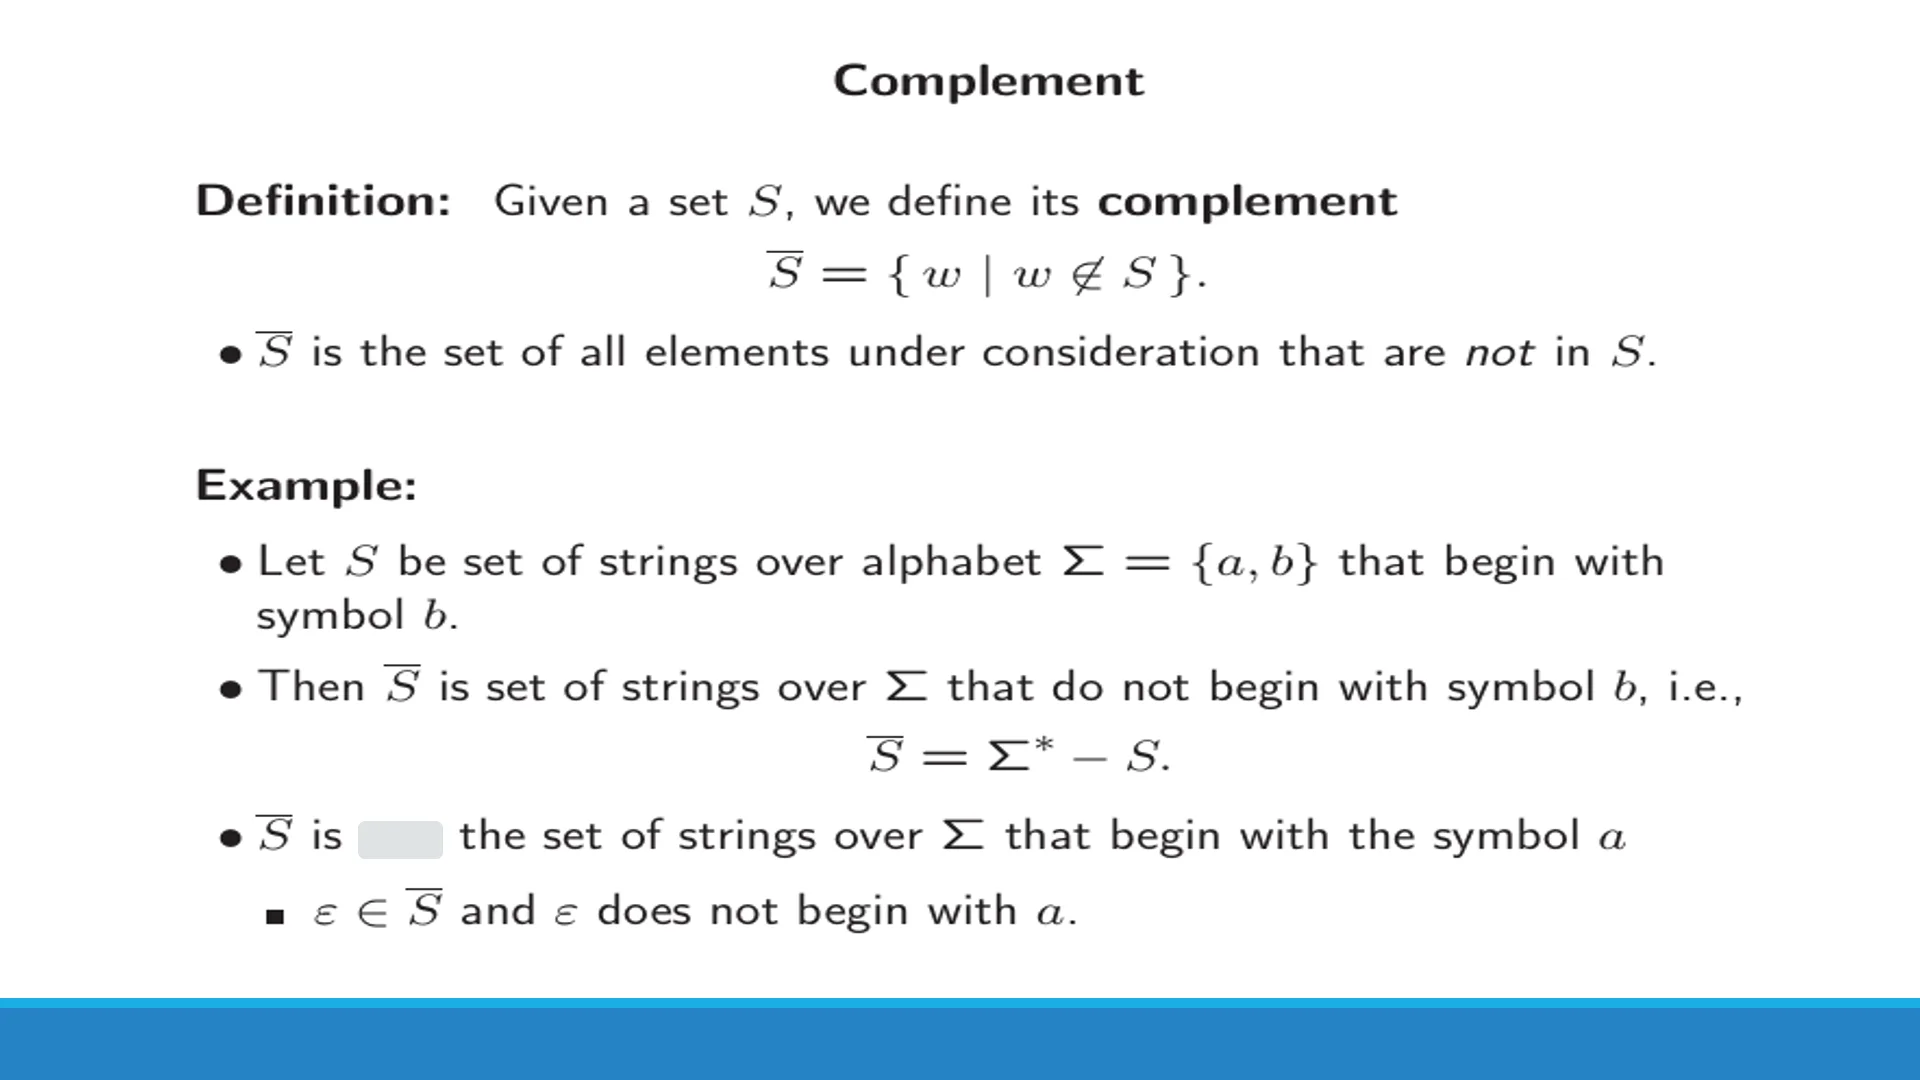 Complement
Definition: Given a set S, we define its complement
S̅ = { w | w ∉ S }.
• S̅ is the set of all elements under consideration that are not in S.
Example:
• Let S be set of strings over alphabet Σ = {a, b} that begin with
symbol b.
• Then S̅ is set of strings over Σ that do not begin with symbol b, i.e.,
S̅ = Σ* − S.
• S̅ is the set of strings over Σ that begin with the symbol a
■ ε ∈ S̅ and ε does not begin with a.